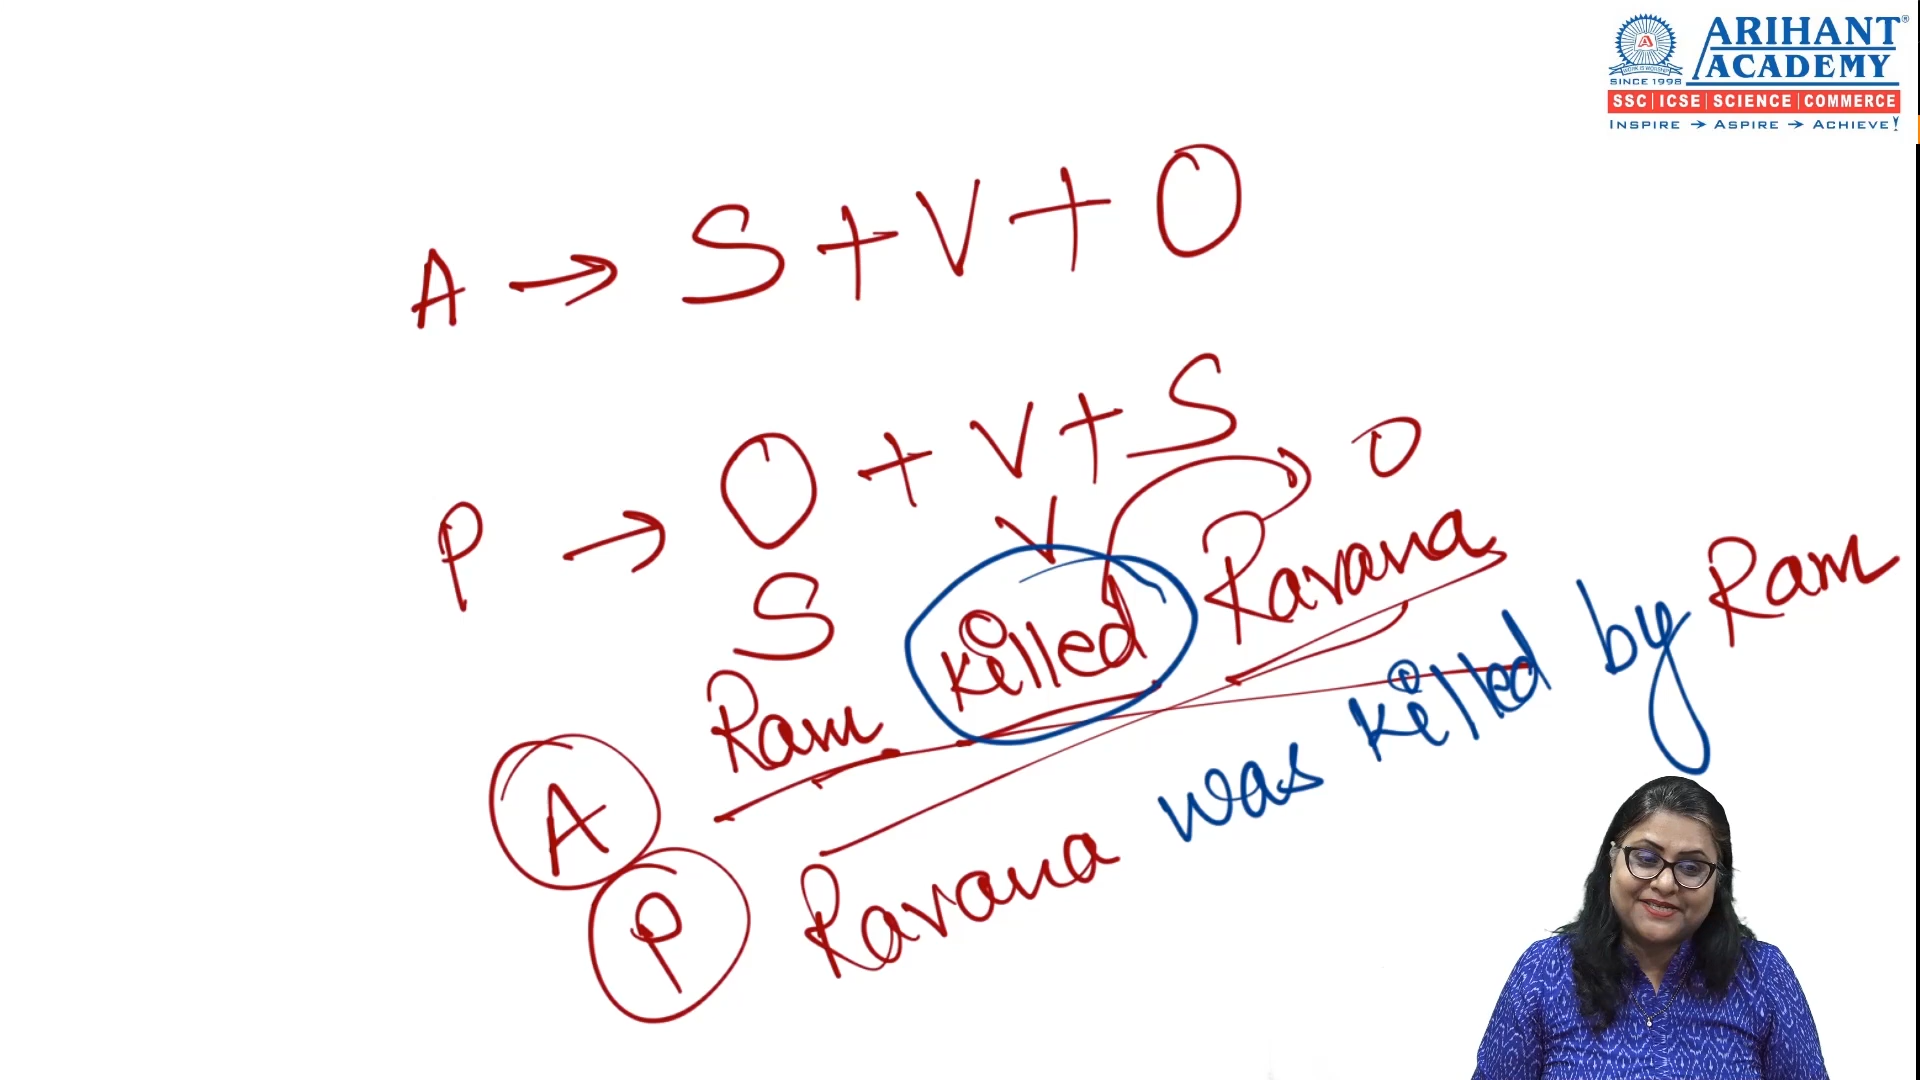 ARIHANT®
ACADEMY
SINCE 1998
SSC | ICSE | SCIENCE | COMMERCE
INSPIRE → ASPIRE → ACHIEVE!
A → S + V + O
P → O + V + S
S V O
A Ram killed Ravana
P Ravana was killed by Ram